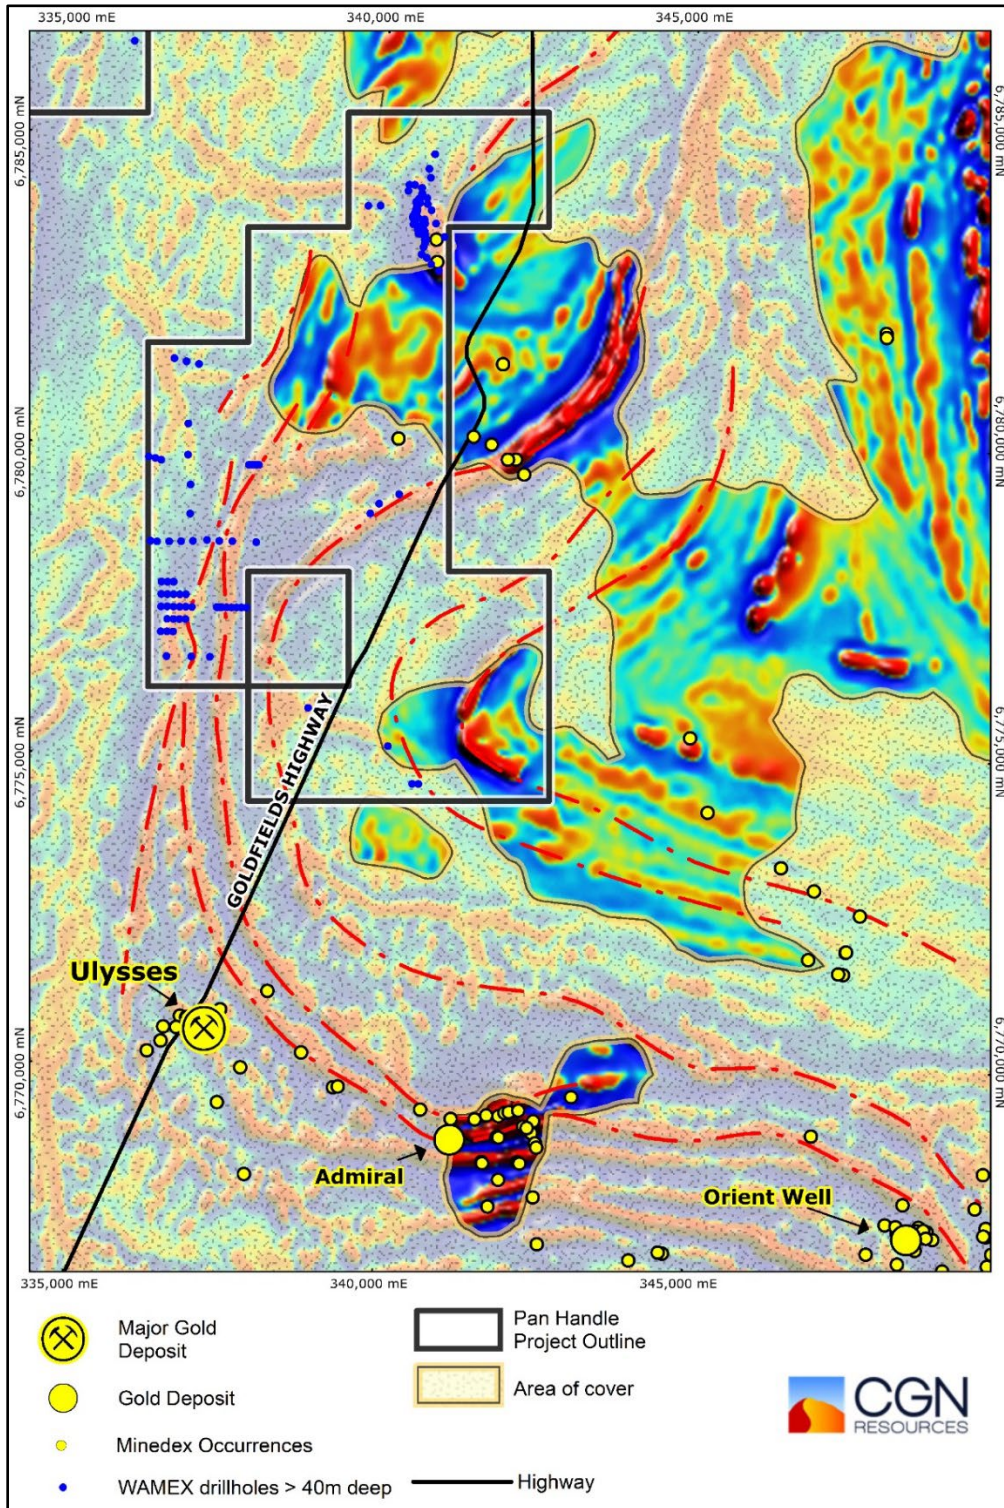 335,000 mE
340,000 mE
345,000 mE
6,785,000 mN
6,785,000 mN
6,780,000 mN
6,780,000 mN
GOLDFIELDS HIGHWAY
6,775,000 mN
6,775,000 mN
Ulysses
6,770,000 mN
6,770,000 mN
Admiral
Orient Well
335,000 mE
340,000 mE
345,000 mE
Major Gold
Deposit
Gold Deposit
Minedex Occurrences
WAMEX drillholes > 40m deep
Pan Handle
Project Outline
Area of cover
Highway
CGN
RESOURCES